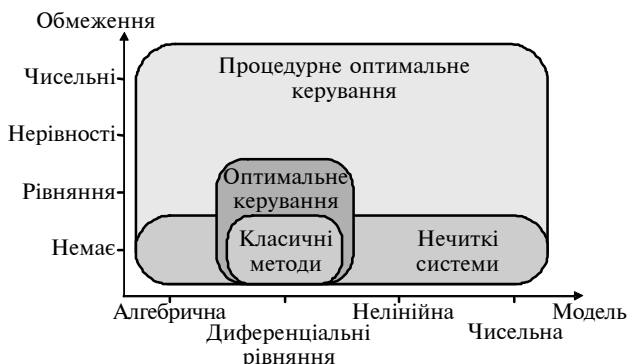 Обмеження
Чисельні
Процедурне оптимальне
керування
Нерівності
Рівняння
Оптимальне
керування
Немає
Класичні
методи
Нечиткі
системи
Алгебрична
Нелінійна
Модель
Диференціальні
рівняння
Чисельна